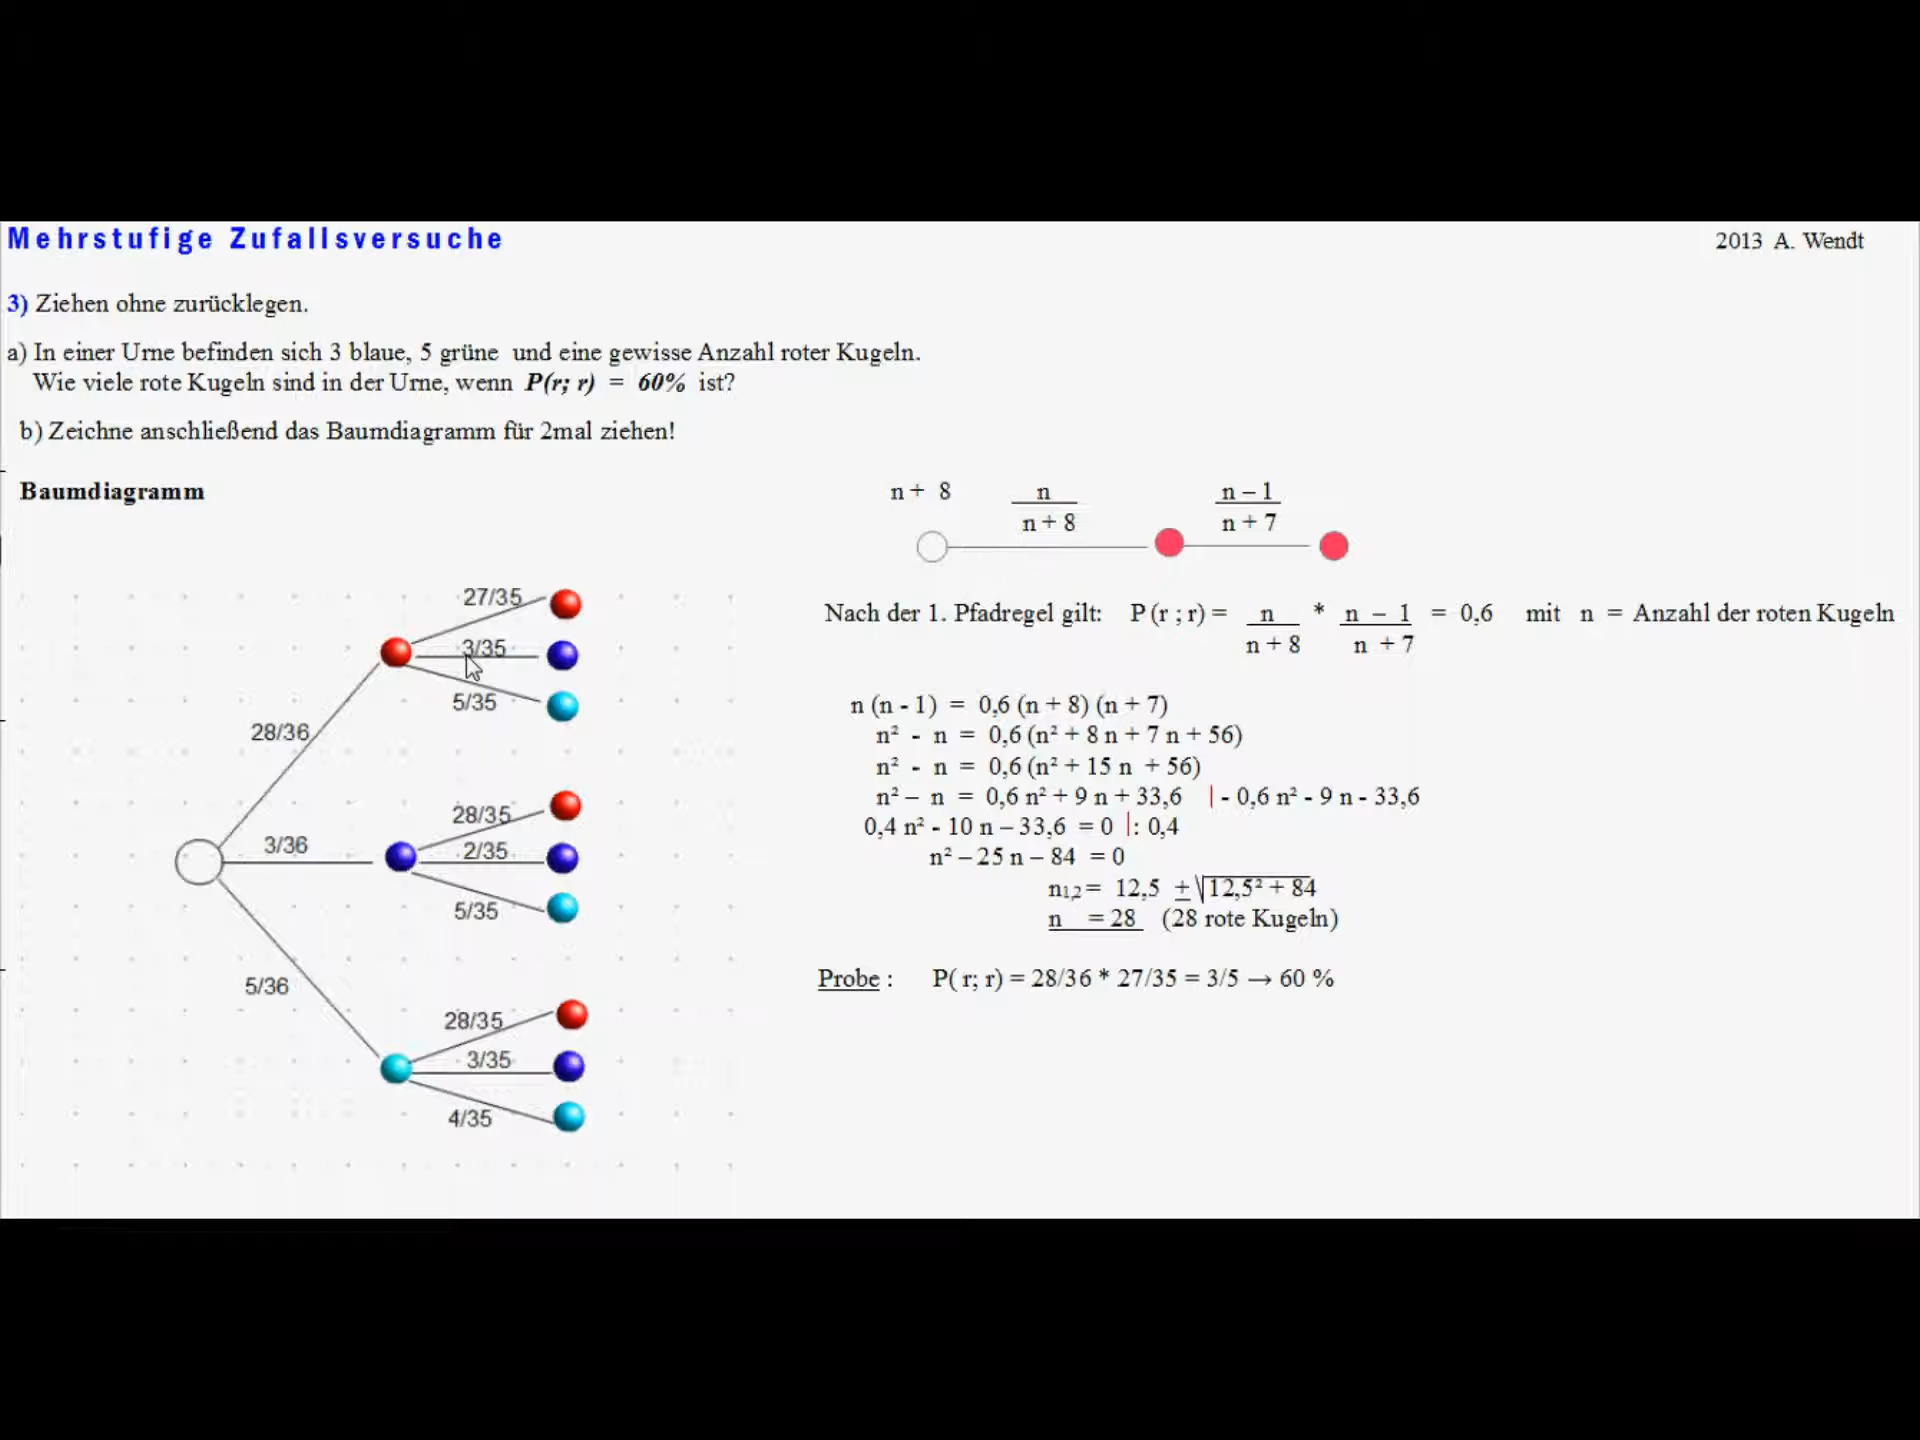 Mehrstufige Zufallsversuche
2013 A. Wendt
3) Ziehen ohne zurücklegen.
a) In einer Urne befinden sich 3 blaue, 5 grüne und eine gewisse Anzahl roter Kugeln.
Wie viele rote Kugeln sind in der Urne, wenn P(r; r) = 60% ist?
b) Zeichne anschließend das Baumdiagramm für 2mal ziehen!
Baumdiagramm
28/36
3/36
5/36
27/35
3/35
5/35
28/35
2/35
5/35
28/35
3/35
4/35
n + 8 n n – 1
n + 8 n + 7
Nach der 1. Pfadregel gilt: P (r ; r) = n * n – 1 = 0,6 mit n = Anzahl der roten Kugeln
n + 8 n + 7
n (n - 1) = 0,6 (n + 8) (n + 7)
n² - n = 0,6 (n² + 8 n + 7 n + 56)
n² - n = 0,6 (n² + 15 n + 56)
n² – n = 0,6 n² + 9 n + 33,6 | - 0,6 n² - 9 n - 33,6
0,4 n² - 10 n – 33,6 = 0 |: 0,4
n² – 25 n – 84 = 0
n1,2 = 12,5 ± √12,5² + 84
n = 28 (28 rote Kugeln)
Probe : P( r; r) = 28/36 * 27/35 = 3/5 → 60 %